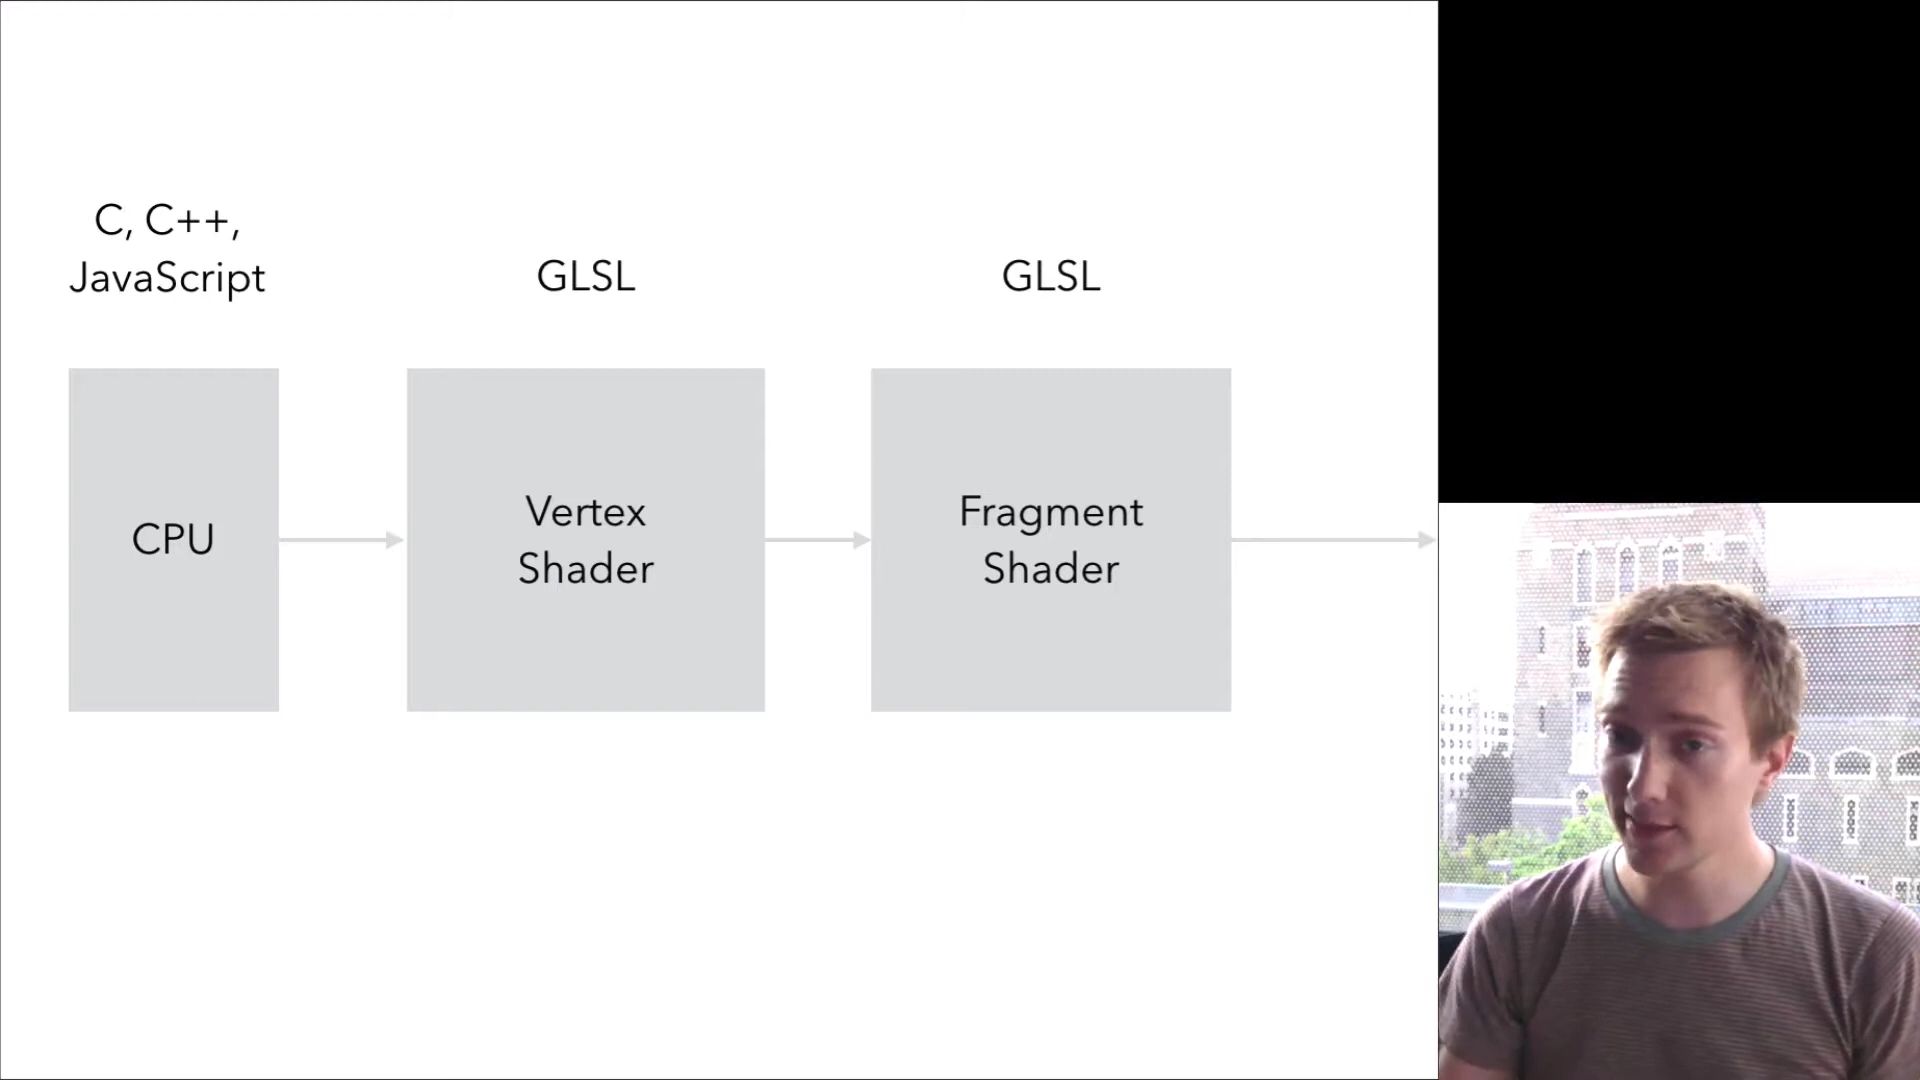 C, C++,
JavaScript
GLSL
GLSL
CPU
Vertex
Shader
Fragment
Shader